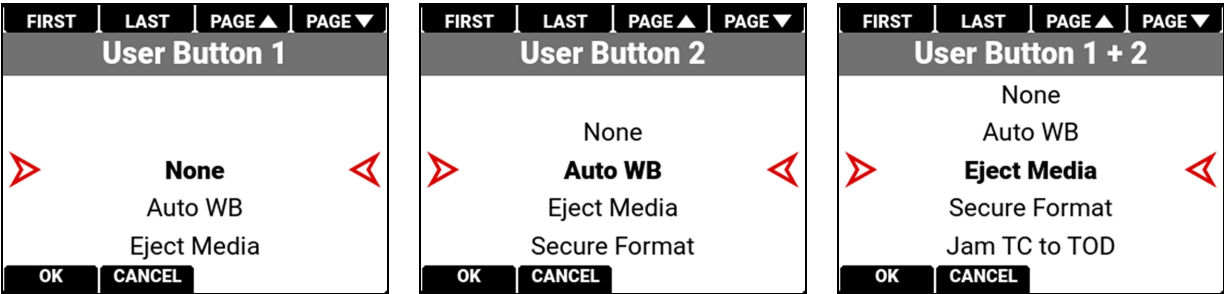 FIRST LAST PAGE▲ PAGE▼
User Button 1
None
Auto WB
Eject Media
OK CANCEL
FIRST LAST PAGE▲ PAGE▼
User Button 2
None
Auto WB
Eject Media
Secure Format
OK CANCEL
FIRST LAST PAGE▲ PAGE▼
User Button 1 + 2
None
Auto WB
Eject Media
Secure Format
Jam TC to TOD
OK CANCEL